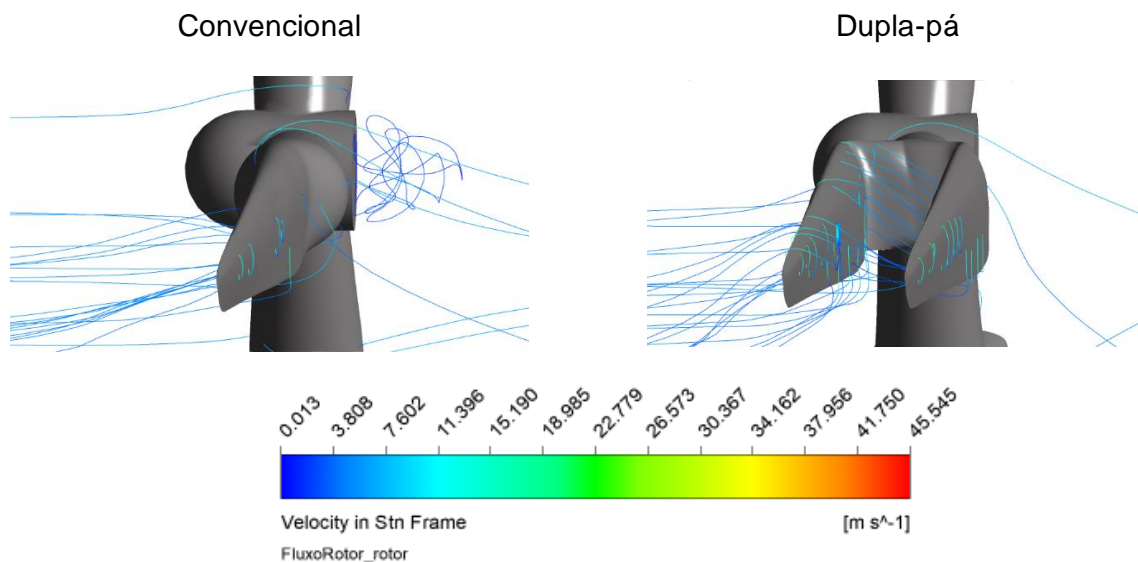 Convencional
Dupla-pá
0.013
3.808
7.602
11.396
15.190
18.985
22.779
26.573
30.367
34.162
37.956
41.750
45.545
Velocity in Stn Frame
[m s^-1]
FluxoRotor_rotor